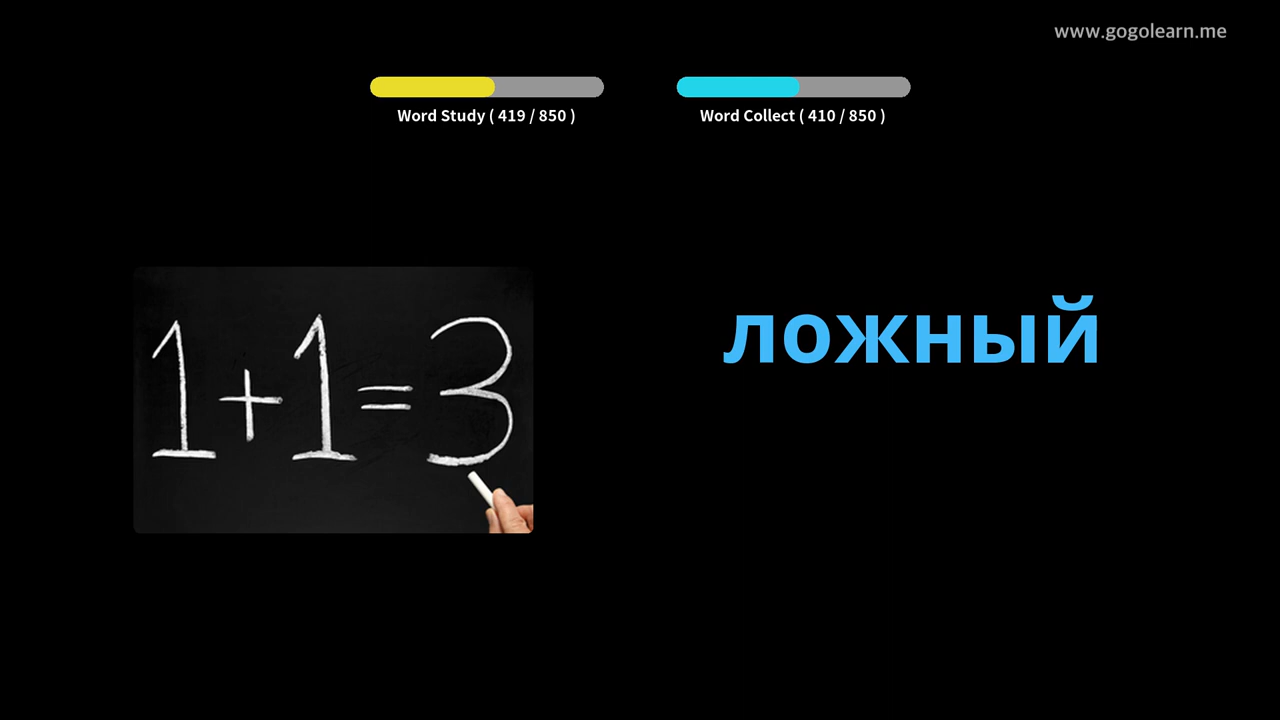 www.gogolearn.me
Word Study ( 419 / 850 )
Word Collect ( 410 / 850 )
1+1=3
ложный